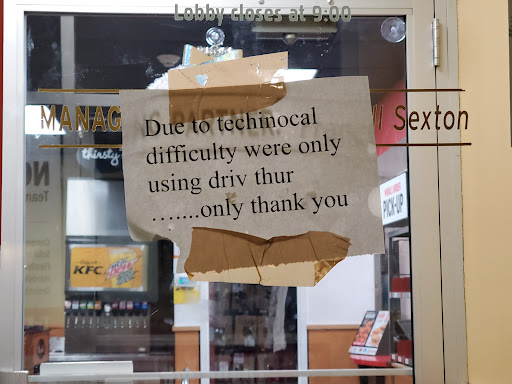 Lobby closes at 9:00
MANAG
Sexton
Due to techinocal
difficulty were only
using driv thur
.......only thank you
thirsty
KFC
PICK-UP